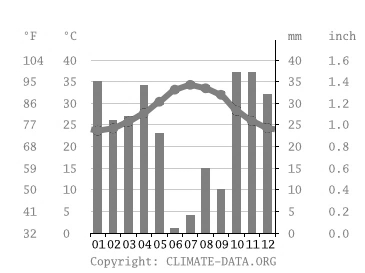 °F °C mm inch
104 40 40 1.6
95 35 35 1.4
86 30 30 1.2
77 25 25 1.0
68 20 20 0.8
59 15 15 0.6
50 10 10 0.4
41 5 5 0.2
32 0 0 0.0
01 02 03 04 05 06 07 08 09 10 11 12
Copyright: CLIMATE-DATA.ORG